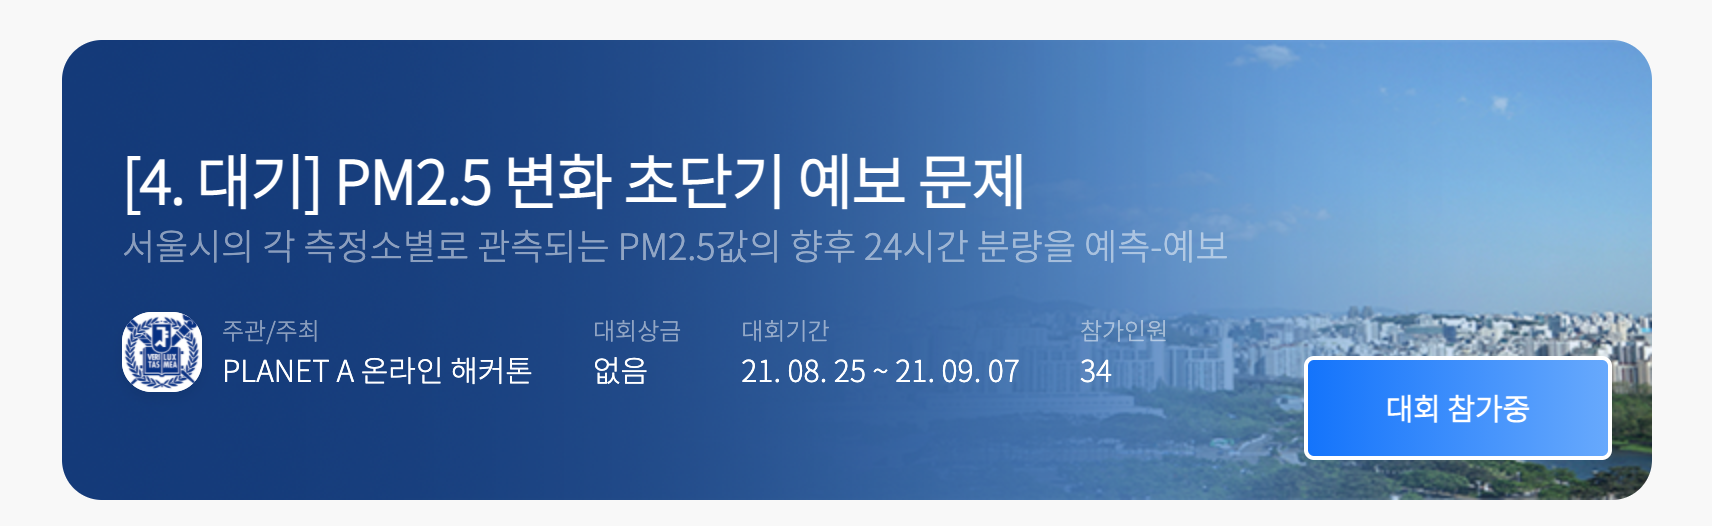 [4. 대기] PM2.5 변화 초단기 예보 문제
서울시의 각 측정소별로 관측되는 PM2.5값의 향후 24시간 분량을 예측-예보
주관/주최 대회상금 대회기간 참가인원
PLANET A 온라인 해커톤 없음 21. 08. 25 ~ 21. 09. 07 34
VERI LUX
TAS MEA
대회 참가중